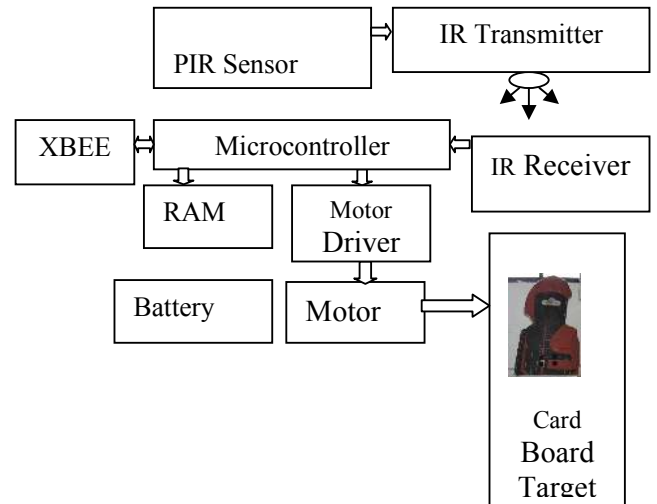 PIR Sensor
IR Transmitter
XBEE
Microcontroller
IR Receiver
RAM
Motor
Driver
Battery
Motor
Card
Board
Target